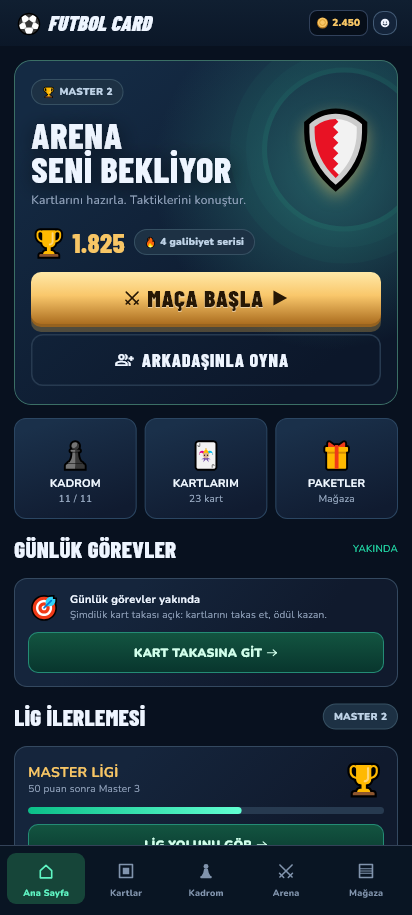 FUTBOL CARD
2.450
MASTER 2
ARENA
SENİ BEKLİYOR
Kartlarını hazırla. Taktiklerini konuştur.
1.825
4 galibiyet serisi
MAÇA BAŞLA
ARKADAŞINLA OYNA
KADROM
11 / 11
KARTLARIM
23 kart
PAKETLER
Mağaza
GÜNLÜK GÖREVLER
YAKINDA
Günlük görevler yakında
Şimdilik kart takası açık: kartlarını takas et, ödül kazan.
KART TAKASINA GİT →
LİG İLERLEMESİ
MASTER 2
MASTER LİGİ
50 puan sonra Master 3
LİG YOLUNU GÖR →
Ana Sayfa
Kartlar
Kadrom
Arena
Mağaza